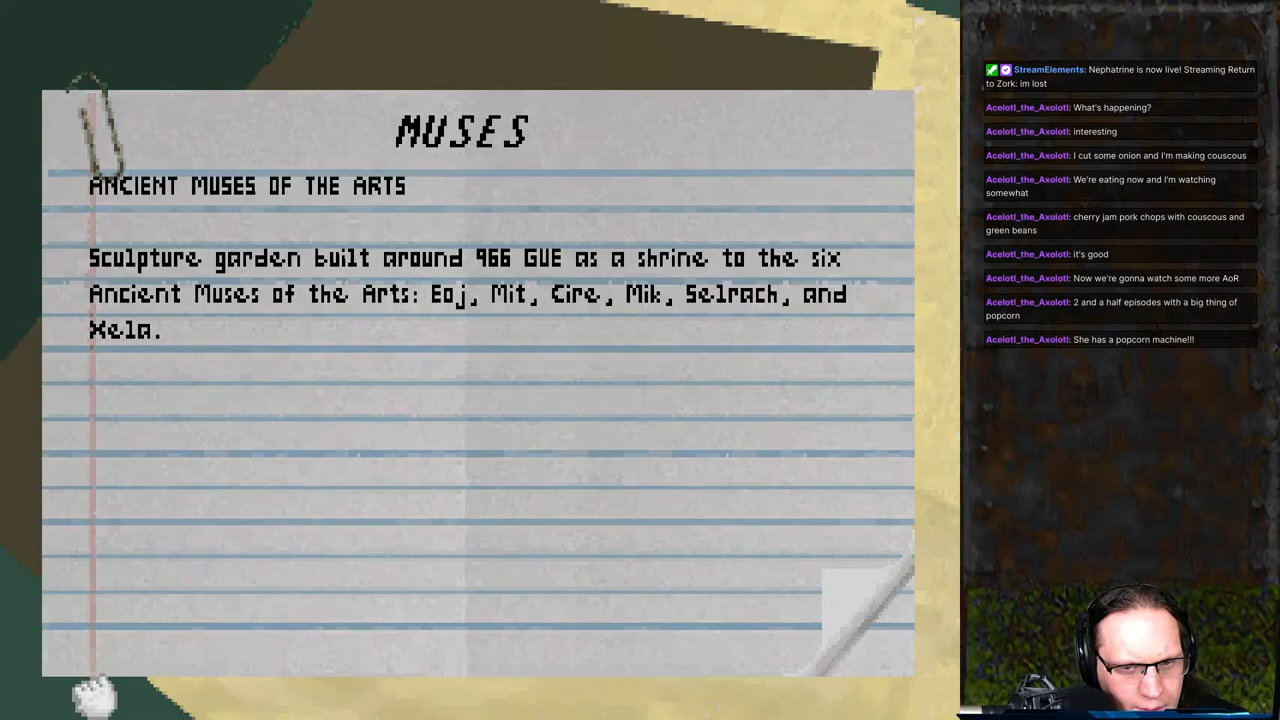 MUSES
ANCIENT MUSES OF THE ARTS
Sculpture garden built around 966 GUE as a shrine to the six
Ancient Muses of the Arts: Eoj, Mit, Cire, Mik, Selrach, and
Xela.
StreamElements: Nephatrine is now live! Streaming Return
to Zork: im lost
Acelotl_the_Axolotl: What's happening?
Acelotl_the_Axolotl: interesting
Acelotl_the_Axolotl: I cut some onion and I'm making couscous
Acelotl_the_Axolotl: We're eating now and I'm watching
somewhat
Acelotl_the_Axolotl: cherry jam pork chops with couscous and
green beans
Acelotl_the_Axolotl: it's good
Acelotl_the_Axolotl: Now we're gonna watch some more AoR
Acelotl_the_Axolotl: 2 and a half episodes with a big thing of
popcorn
Acelotl_the_Axolotl: She has a popcorn machine!!!